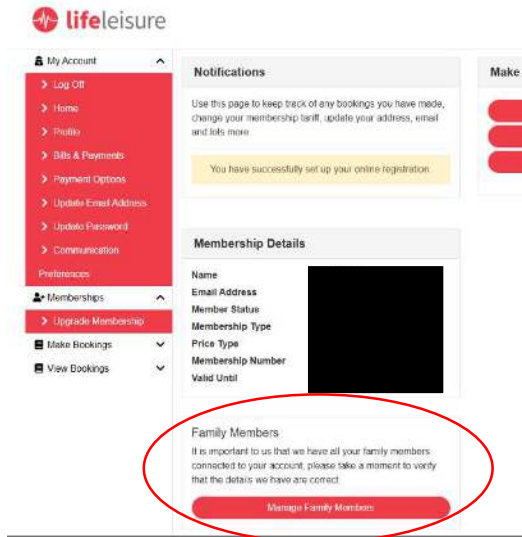 lifeleisure
My Account
Log Off
Home
Profile
Bills & Payments
Payment Options
Update Email Address
Update Password
Communication
Preferences
Memberships
Upgrade Membership
Make Bookings
View Bookings
Notifications
Use this page to keep track of any bookings you have made,
change your membership tariff, update your address, email
and lots more
You have successfully set up your online registration.
Membership Details
Name
Email Address
Member Status
Membership Type
Price Type
Membership Number
Valid Until
Family Members
It is important to us that we have all your family members
connected to your account, please take a moment to verify
that the details we have are correct
Manage Family Members
Make